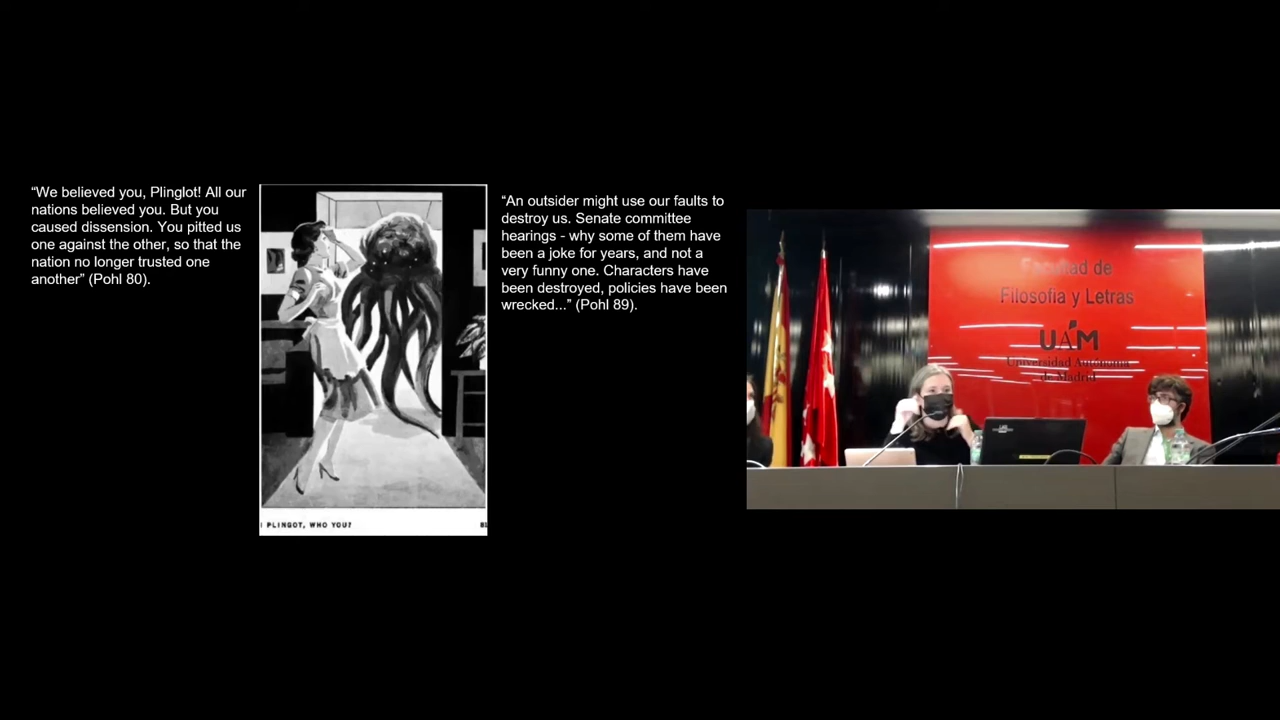 “We believed you, Plinglot! All our
nations believed you. But you
caused dissension. You pitted us
one against the other, so that the
nation no longer trusted one
another” (Pohl 80).
I PLINGOT, WHO YOU?
81
“An outsider might use our faults to
destroy us. Senate committee
hearings - why some of them have
been a joke for years, and not a
very funny one. Characters have
been destroyed, policies have been
wrecked...” (Pohl 89).
Facultad de
Filosofia y Letras
UAM
Universidad Autónoma
de Madrid